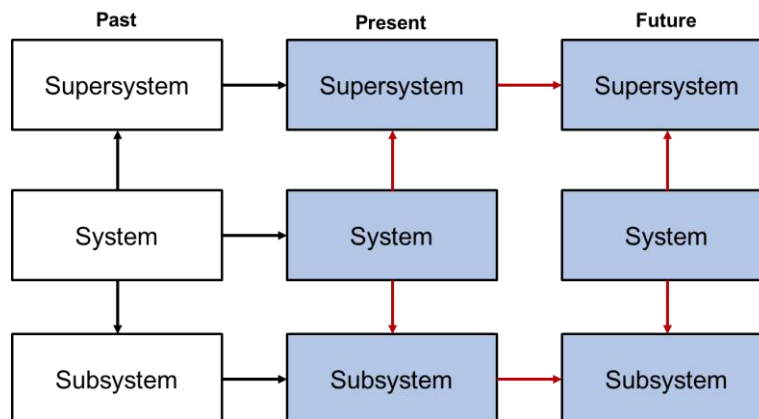 Past
Present
Future
Supersystem
Supersystem
Supersystem
System
System
System
Subsystem
Subsystem
Subsystem